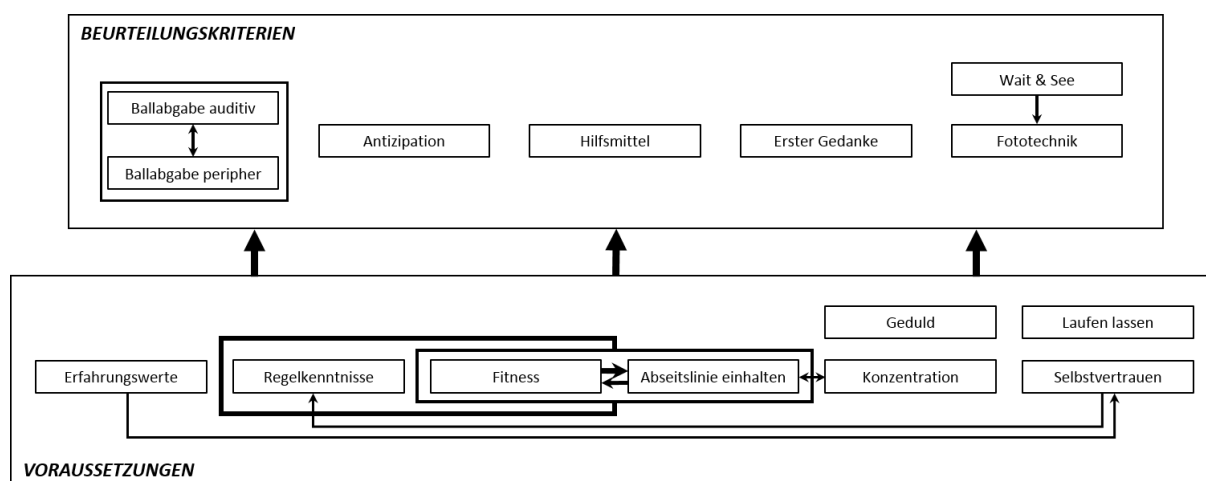 BEURTEILUNGSKRITERIEN
Wait & See
Ballabgabe auditiv
Antizipation
Hilfsmittel
Erster Gedanke
Fototechnik
Ballabgabe peripher
Geduld
Laufen lassen
Erfahrungswerte
Regelkenntnisse
Fitness
Abseitslinie einhalten
Konzentration
Selbstvertrauen
VORAUSSETZUNGEN